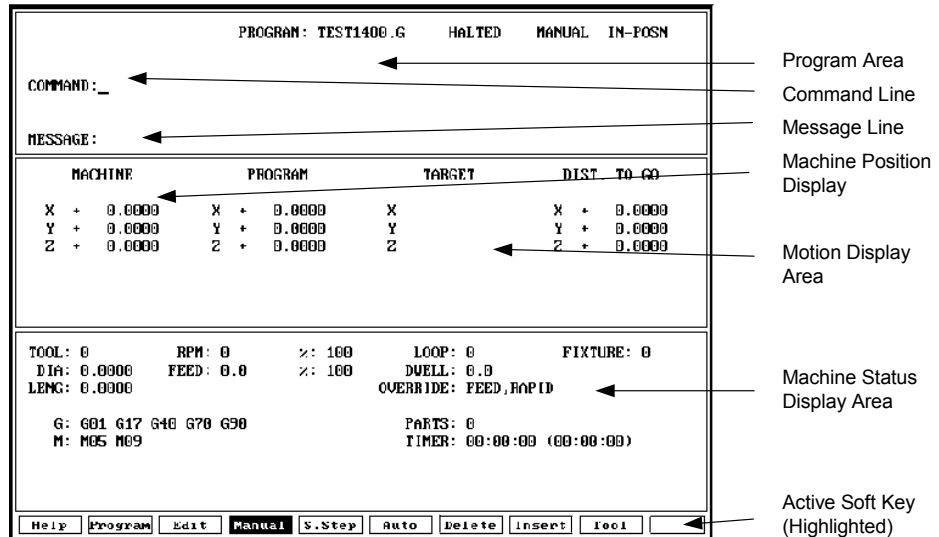 PROGRAM: TEST1400.G HALTED MANUAL IN-POSN
COMMAND:_
MESSAGE:
MACHINE PROGRAM TARGET DIST. TO GO
X + 0.0000 X + 0.0000 X X + 0.0000
Y + 0.0000 Y + 0.0000 Y Y + 0.0000
Z + 0.0000 Z + 0.0000 Z Z + 0.0000
TOOL: 0 RPM: 0 %: 100 LOOP: 0 FIXTURE: 0
DIA: 0.0000 FEED: 0.0 %: 100 DWELL: 0.0
LENG: 0.0000 OVERRIDE: FEED,RAPID
G: G01 G17 G40 G70 G90 PARTS: 0
M: M05 M09 TIMER: 00:00:00 (00:00:00)
Help Program Edit Manual S.Step Auto Delete Insert Tool
Program Area
Command Line
Message Line
Machine Position
Display
Motion Display
Area
Machine Status
Display Area
Active Soft Key
(Highlighted)